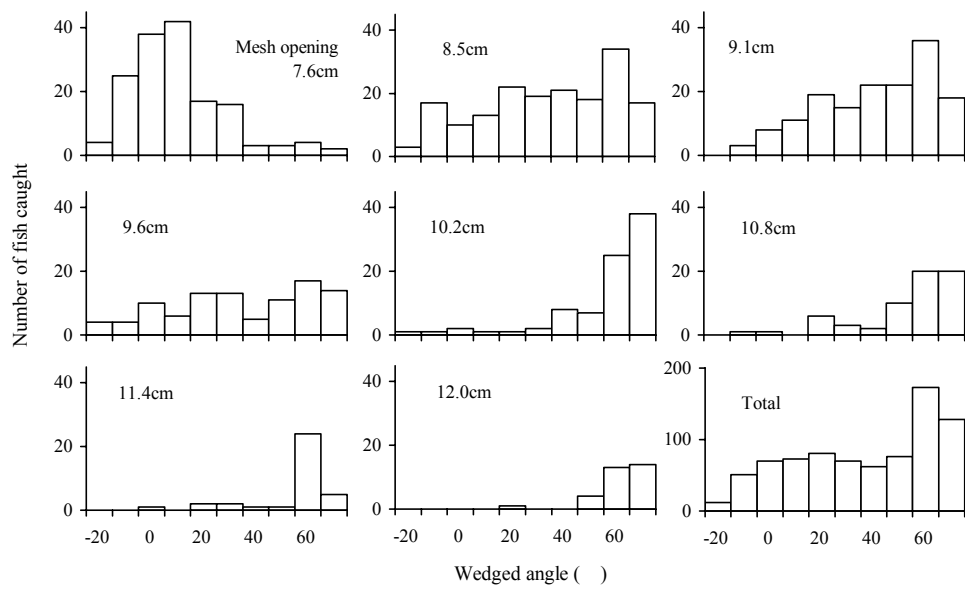 40
20
0
Mesh opening
7.6cm
40
20
0
8.5cm
40
20
0
9.1cm
Number of fish caught
40
20
0
9.6cm
40
20
0
10.2cm
40
20
0
10.8cm
40
20
0
11.4cm
-20 0 20 40 60
40
20
0
12.0cm
-20 0 20 40 60
200
100
0
Total
-20 0 20 40 60
Wedged angle ( )